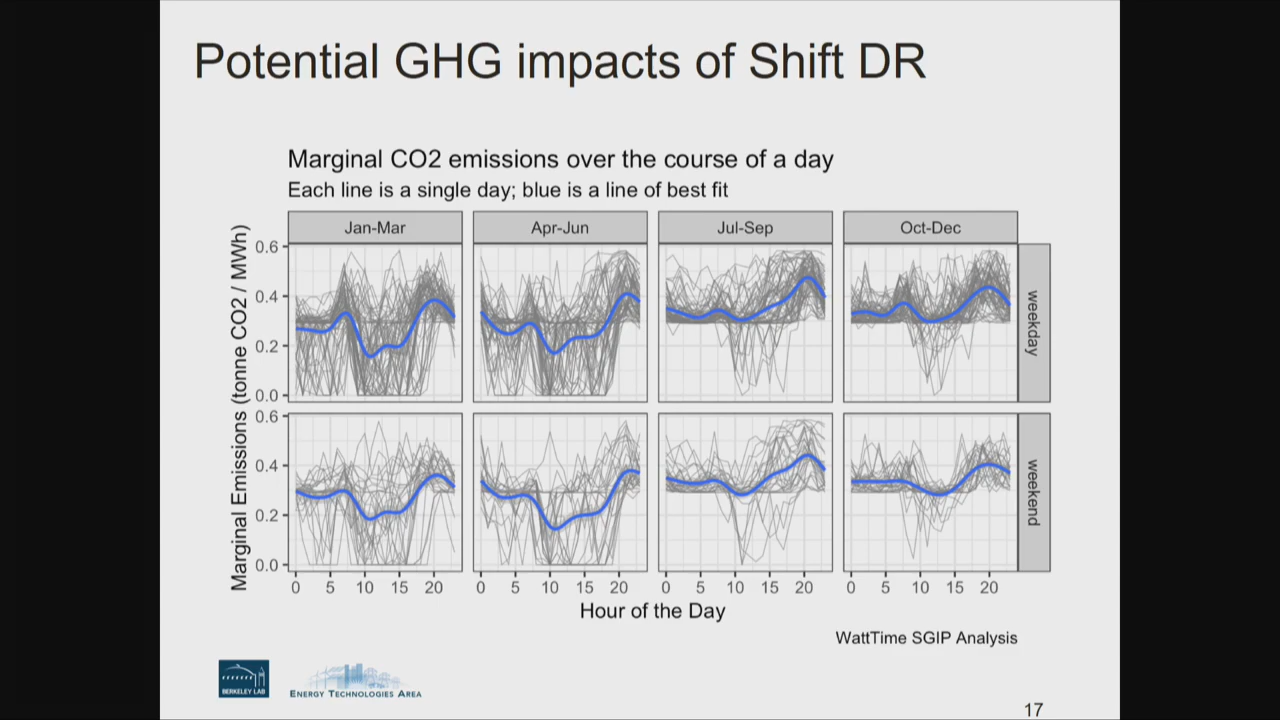 Potential GHG impacts of Shift DR
Marginal CO2 emissions over the course of a day
Each line is a single day; blue is a line of best fit
Jan-Mar Apr-Jun Jul-Sep Oct-Dec
Marginal Emissions (tonne CO2 / MWh)
0.6
0.4
0.2
0.0
weekday
0.6
0.4
0.2
0.0
weekend
0 5 10 15 20 0 5 10 15 20 0 5 10 15 20 0 5 10 15 20
Hour of the Day
WattTime SGIP Analysis
BERKELEY LAB
ENERGY TECHNOLOGIES AREA
17